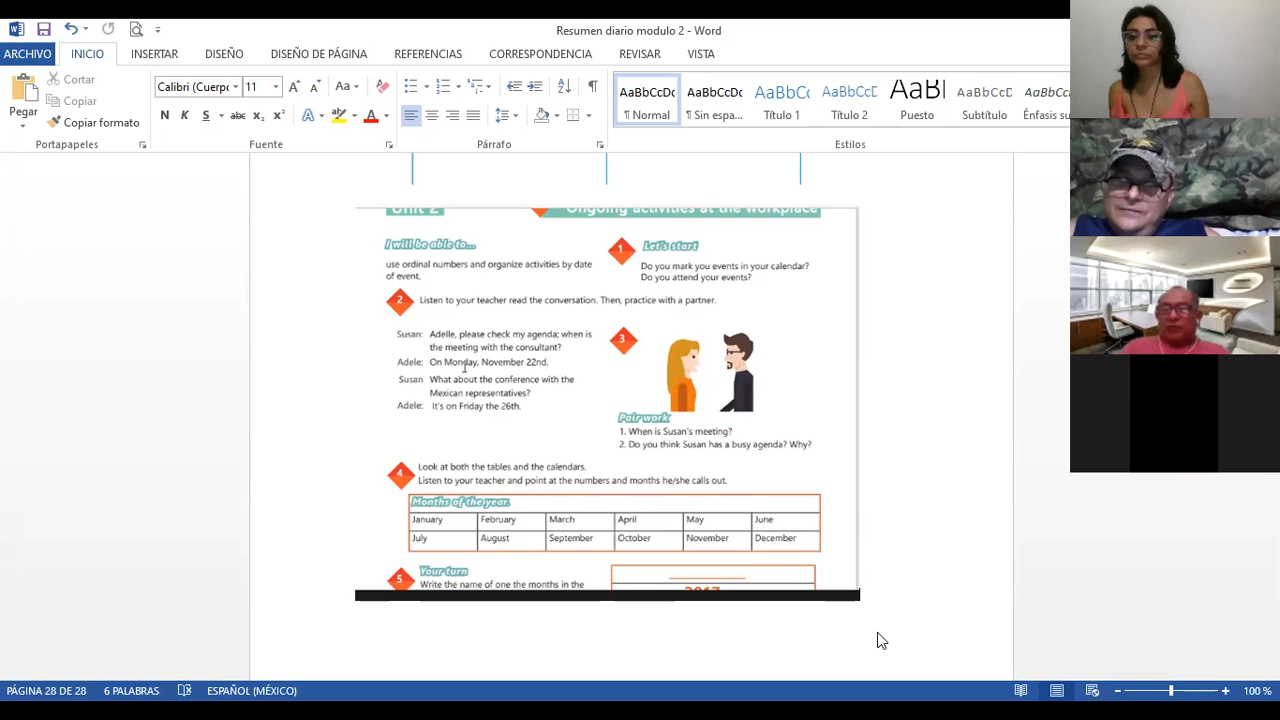 Resumen diario modulo 2 - Word
ARCHIVO INICIO INSERTAR DISEÑO DISEÑO DE PÁGINA REFERENCIAS CORRESPONDENCIA REVISAR VISTA
Cortar
Copiar
Copiar formato
Pegar
Portapapeles
Calibri (Cuerpo 11
Fuente
Párrafo
AaBbCcDc AaBbCcDc AaBbCc AaBbCcD AaBl AaBbCcD AaBbCcDc
¶ Normal ¶ Sin espa... Título 1 Título 2 Puesto Subtítulo Énfasis su
Estilos
Unit 2 Ongoing activities at the workplace
I will be able to...
use ordinal numbers and organize activities by date
of event.
1 Let's start
Do you mark you events in your calendar?
Do you attend your events?
2 Listen to your teacher read the conversation. Then, practice with a partner.
Susan: Adelle, please check my agenda; when is
the meeting with the consultant?
Adele: On Monday, November 22nd.
Susan What about the conference with the
Mexican representatives?
Adele: It's on Friday the 26th.
3
Pair work
1. When is Susan's meeting?
2. Do you think Susan has a busy agenda? Why?
4 Look at both the tables and the calendars.
Listen to your teacher and point at the numbers and months he/she calls out.
Months of the year.
January February March April May June
July August September October November December
5 Your turn
Write the name of one the months in the
2017
PÁGINA 28 DE 28 6 PALABRAS ESPAÑOL (MÉXICO) 100 %